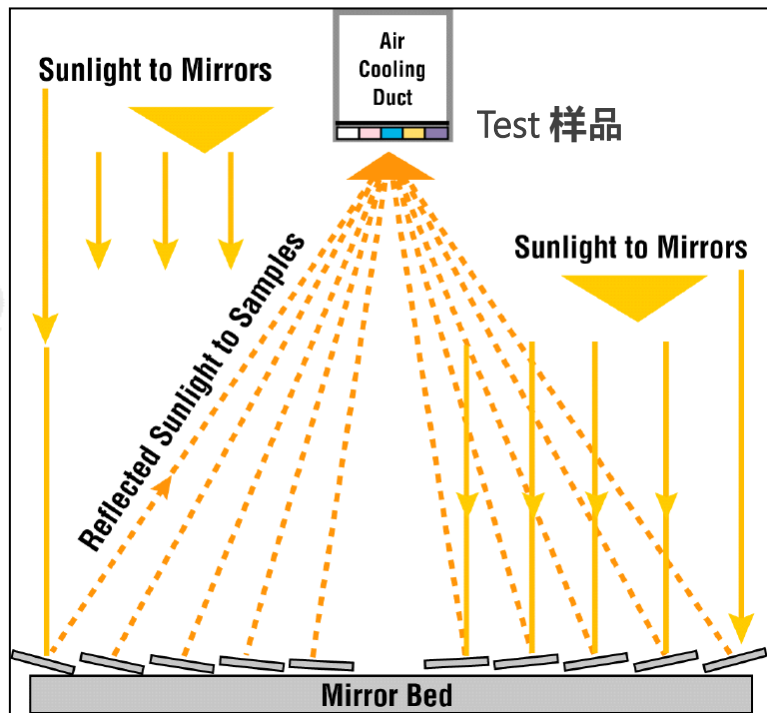 Air
Cooling
Duct
Sunlight to Mirrors
Test 样品
Sunlight to Mirrors
Reflected Sunlight to Samples
Mirror Bed